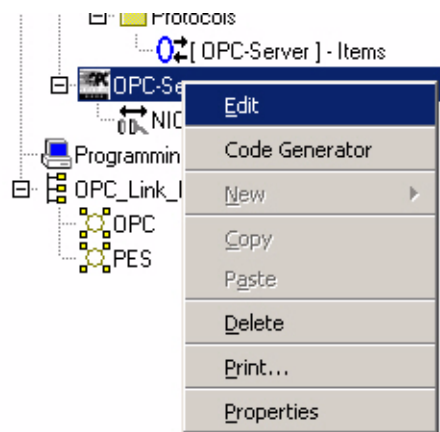 Protocols
[ OPC-Server ] - Items
OPC-Se
NIC
Programmin
OPC_Link_
OPC
PES
Edit
Code Generator
New
Copy
Paste
Delete
Print...
Properties